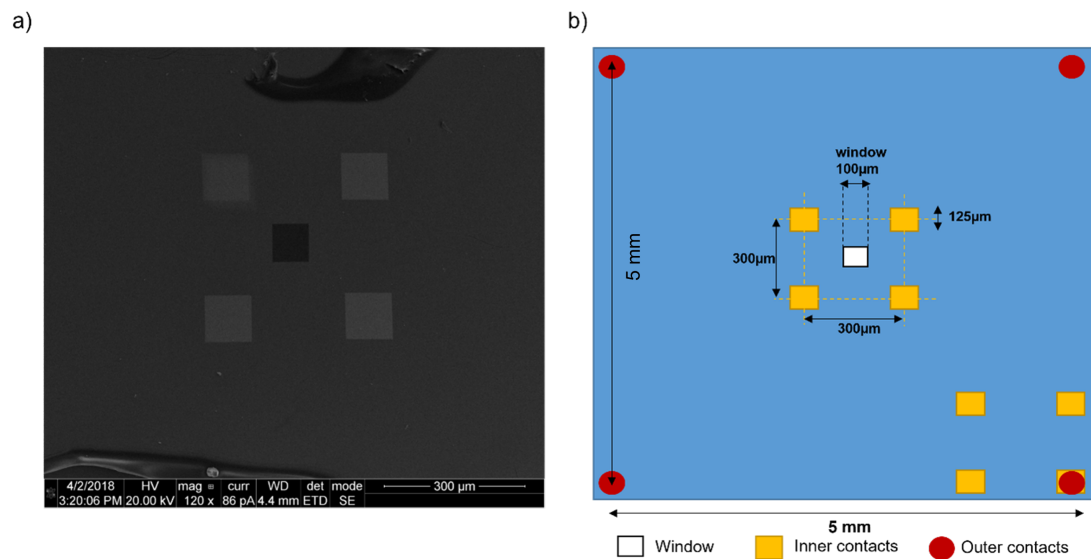 a)
b)
4/2/2018 HV mag curr WD det mode
3:20:06 PM 20.00 kV 120 x 86 pA 4.4 mm ETD SE
300 µm
window
100µm
125µm
300µm
300µm
5 mm
5 mm
Window Inner contacts Outer contacts